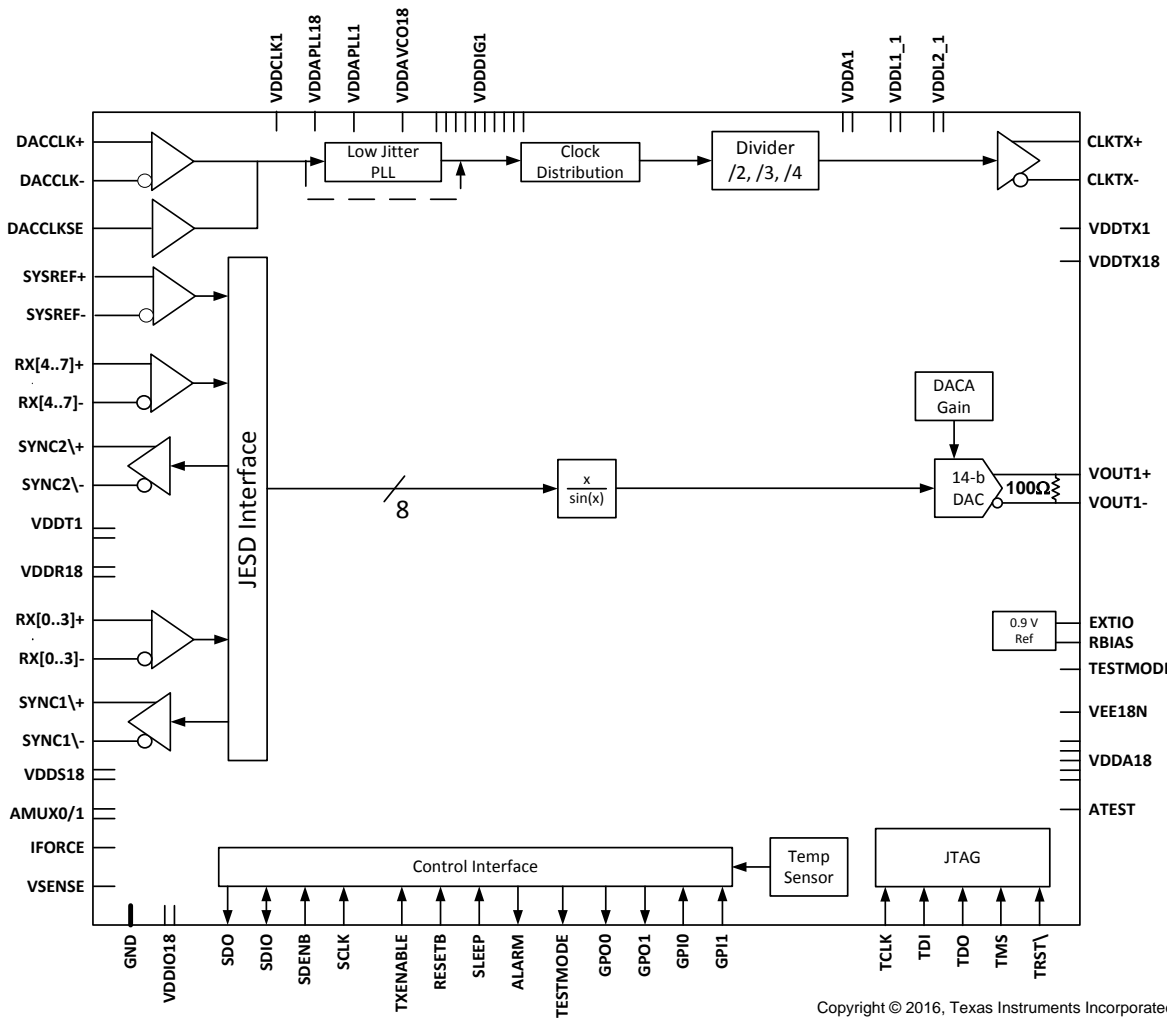 VDDCLK1
VDDAPLL18
VDDAPLL1
VDDAVCO18
VDDDIG1
VDDA1
VDDL1_1
VDDL2_1
DACCLK+
DACCLK-
DACCLKSE
SYSREF+
SYSREF-
RX[4..7]+
RX[4..7]-
SYNC2\+
SYNC2\-
VDDT1
VDDR18
RX[0..3]+
RX[0..3]-
SYNC1\+
SYNC1\-
VDDS18
AMUX0/1
IFORCE
VSENSE
Low Jitter
PLL
Clock
Distribution
Divider
/2, /3, /4
JESD Interface
8
x
sin(x)
DACA
Gain
14-b
DAC
100Ω
0.9 V
Ref
Control Interface
Temp
Sensor
JTAG
CLKTX+
CLKTX-
VDDTX1
VDDTX18
VOUT1+
VOUT1-
EXTIO
RBIAS
TESTMODE
VEE18N
VDDA18
ATEST
GND
VDDIO18
SDO
SDIO
SDENB
SCLK
TXENABLE
RESETB
SLEEP
ALARM
TESTMODE
GPO0
GPO1
GPI0
GPI1
TCLK
TDI
TDO
TMS
TRST\
Copyright © 2016, Texas Instruments Incorporated